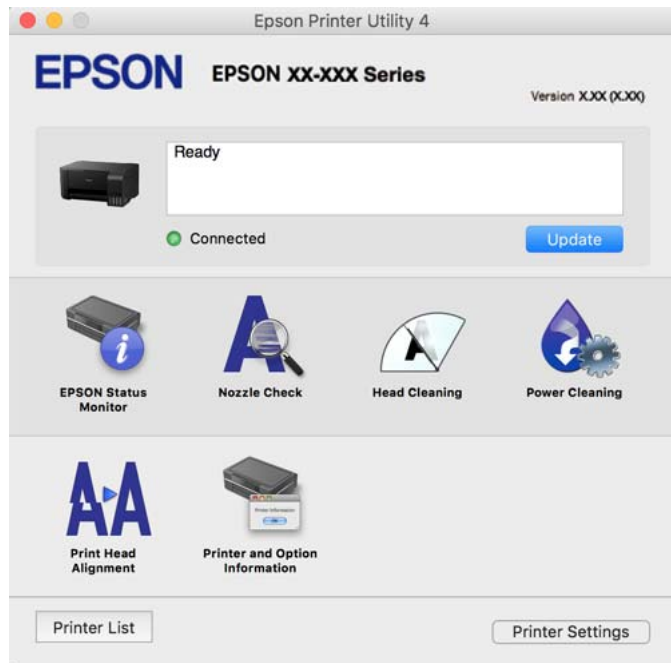 Epson Printer Utility 4
EPSON
EPSON XX-XXX Series
Version X.XX (X.XX)
Ready
Connected
Update
EPSON Status
Monitor
Nozzle Check
Head Cleaning
Power Cleaning
Print Head
Alignment
Printer and Option
Information
Printer List
Printer Settings